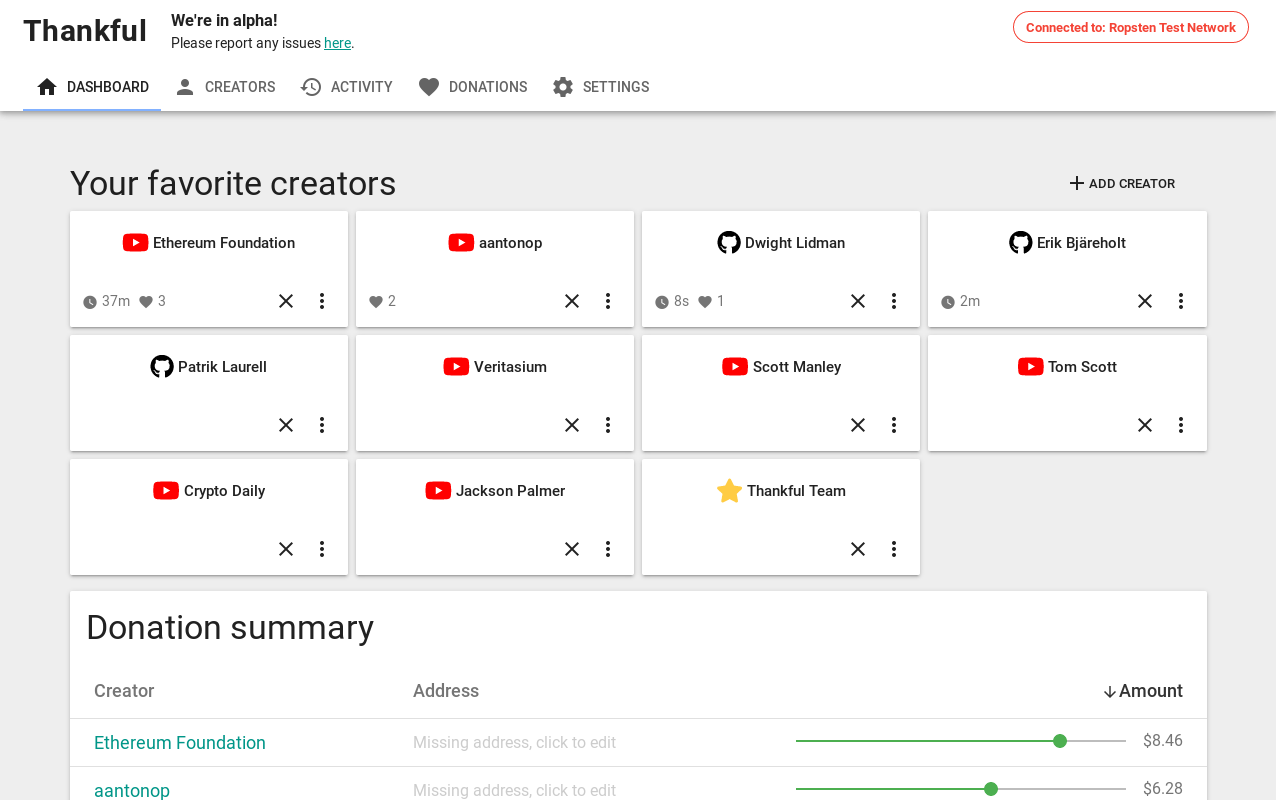 Thankful
We're in alpha!
Please report any issues here.
Connected to: Ropsten Test Network
DASHBOARD
CREATORS
ACTIVITY
DONATIONS
SETTINGS
Your favorite creators
ADD CREATOR
Ethereum Foundation
37m 3
aantonop
2
Dwight Lidman
8s 1
Erik Bjäreholt
2m
Patrik Laurell
Veritasium
Scott Manley
Tom Scott
Crypto Daily
Jackson Palmer
Thankful Team
Donation summary
Creator Address Amount
Ethereum Foundation Missing address, click to edit $8.46
aantonop Missing address, click to edit $6.28